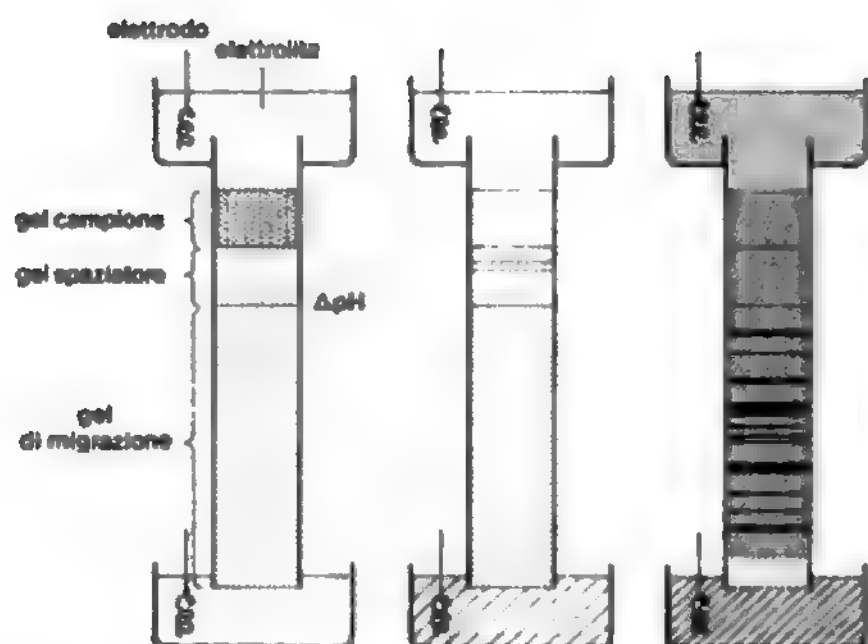 elettrodo
elettrolita
gel campione
gel spaziatore
ΔpH
gel
di migrazione